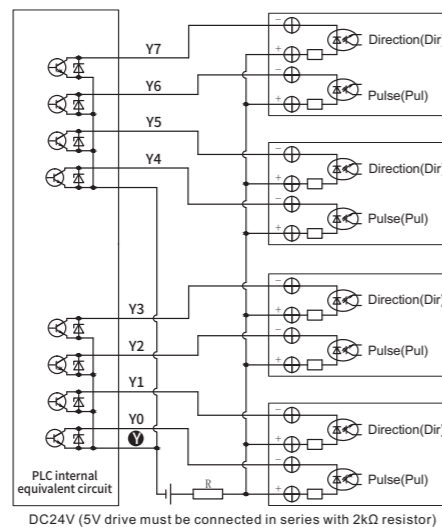 Y7
Direction(Dir)
Y6
Pulse(Pul)
Y5
Direction(Dir)
Y4
Pulse(Pul)
Y3
Direction(Dir)
Y2
Pulse(Pul)
Y1
Direction(Dir)
Y0
Y
Pulse(Pul)
PLC internal
equivalent circuit
R
DC24V (5V drive must be connected in series with 2kΩ resistor)